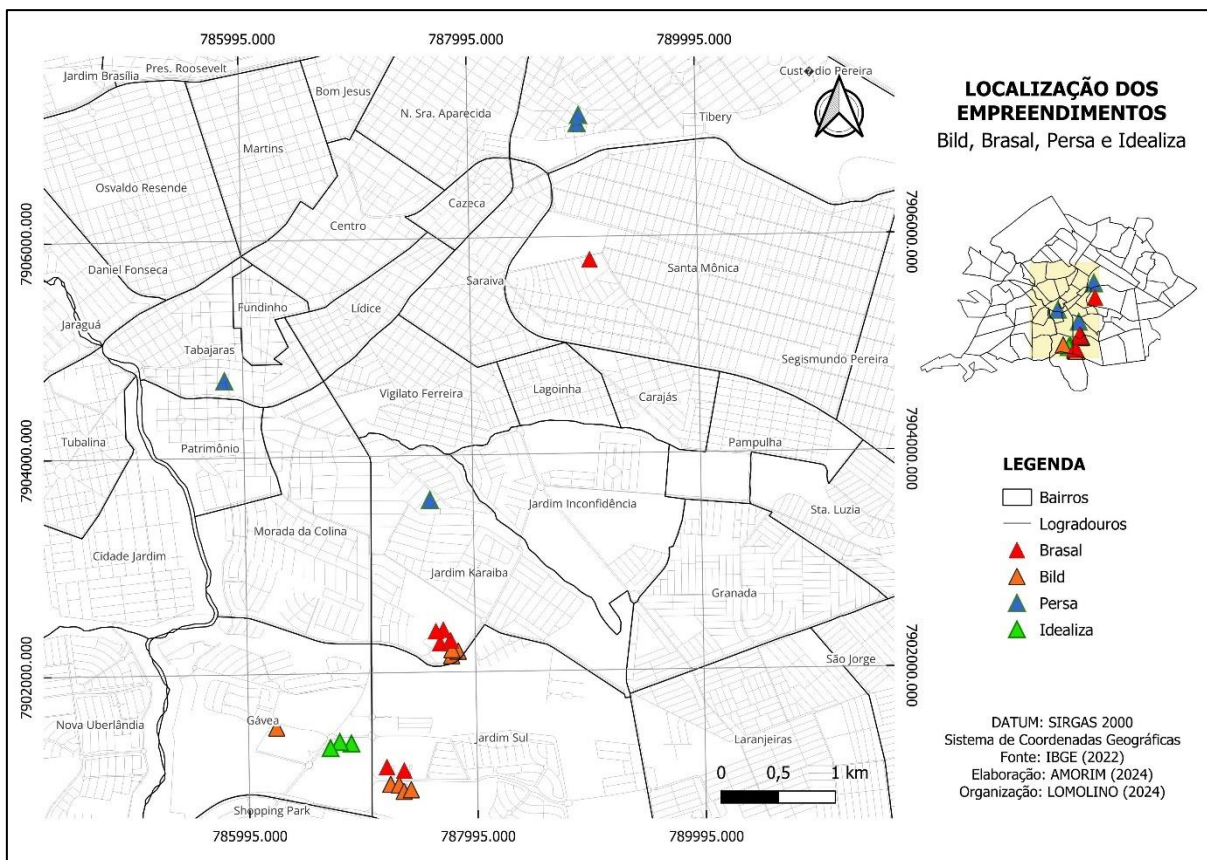 785995.000
787995.000
789995.000
Jardim Brasília
Pres. Roosevelt
Bom Jesus
Cust�dio Pereira
N. Sra. Aparecida
Tibery
Martins
Osvaldo Resende
Cazeca
Centro
7906000.000
7906000.000
Daniel Fonseca
Santa Mônica
Saraiva
Fundinho
Lídice
Jaraguá
Tabajaras
Segismundo Pereira
Vigilato Ferreira
Lagoinha
Carajás
Tubalina
Patrimônio
Pampulha
7904000.000
7904000.000
Jardim Inconfidência
Sta. Luzia
Morada da Colina
Cidade Jardim
Jardim Karaiba
Granada
São Jorge
7902000.000
7902000.000
Nova Uberlândia
Gávea
Jardim Sul
Laranjeiras
0 0,5 1 km
Shopping Park
785995.000
787995.000
789995.000
LOCALIZAÇÃO DOS
EMPREENDIMENTOS
Bild, Brasal, Persa e Idealiza
LEGENDA
Bairros
Logradouros
Brasal
Bild
Persa
Idealiza
DATUM: SIRGAS 2000
Sistema de Coordenadas Geográficas
Fonte: IBGE (2022)
Elaboração: AMORIM (2024)
Organização: LOMOLINO (2024)